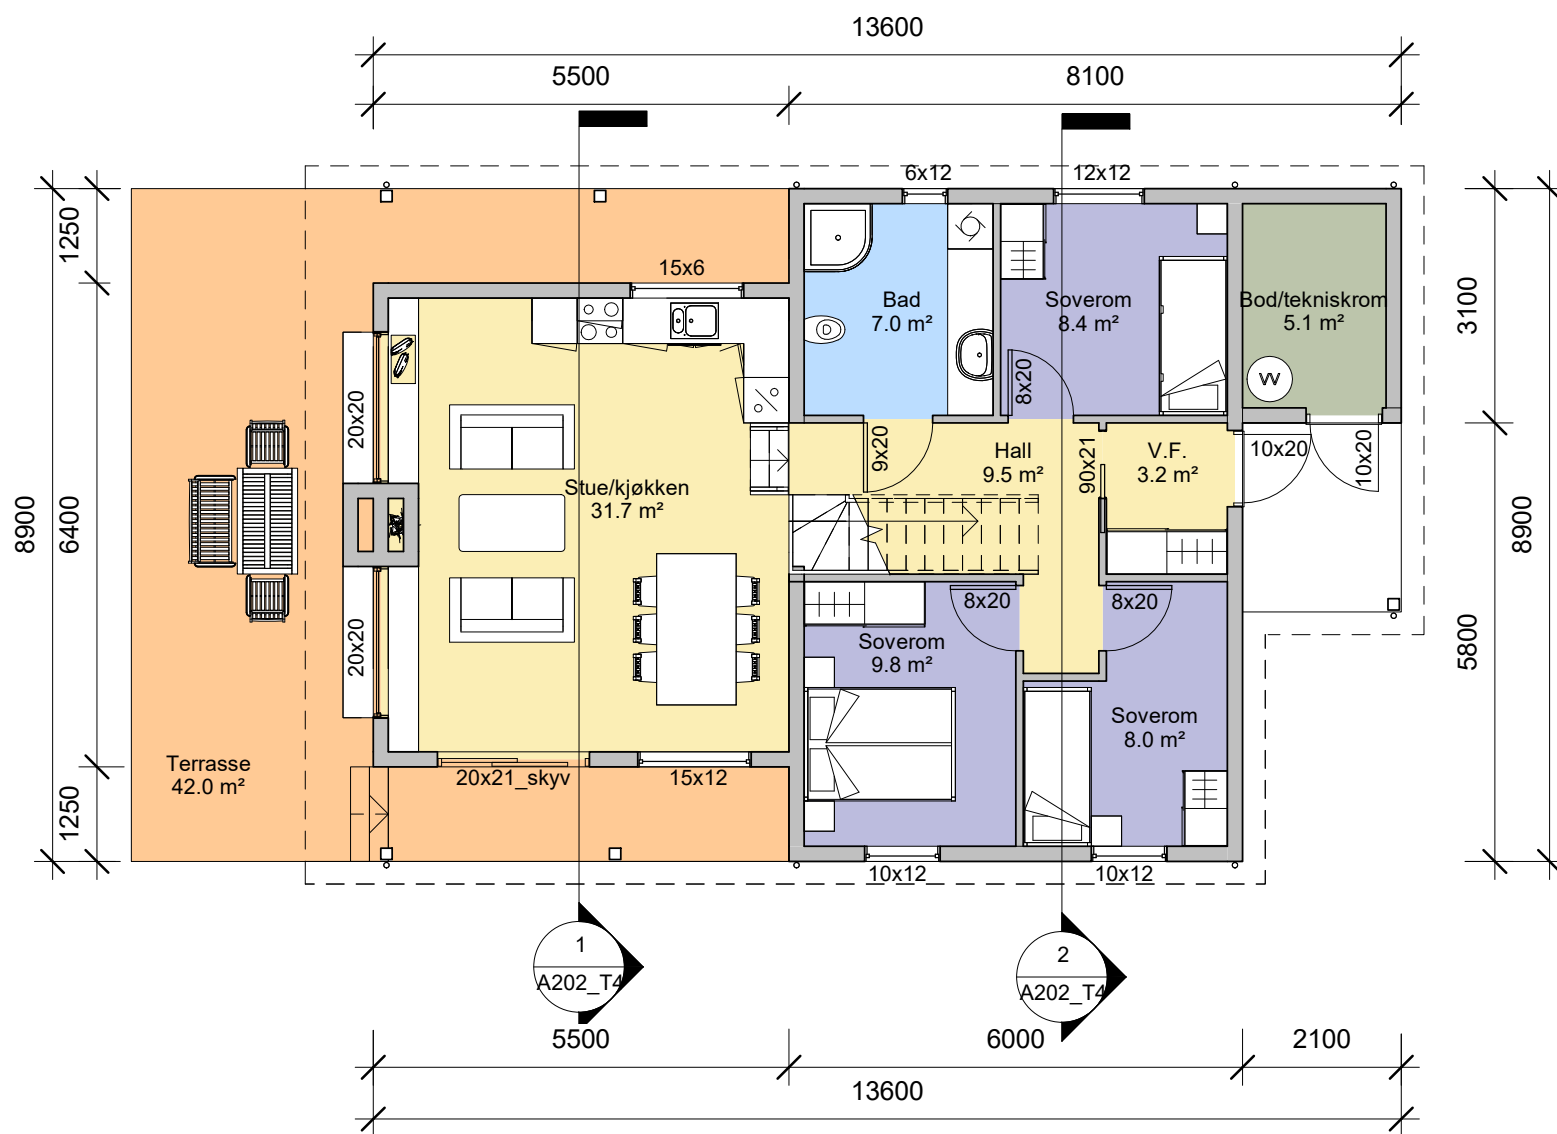 13600
5500
8100
6x12
12x12
1250
15x6
Bad
7.0 m²
Soverom
8.4 m²
Bod/tekniskrom
5.1 m²
3100
8x20
20x20
9x20
Hall
9.5 m²
90x21
V.F.
3.2 m²
10x20
10x20
Stue/kjøkken
31.7 m²
8900
6400
8900
8x20
8x20
20x20
Soverom
9.8 m²
5800
Soverom
8.0 m²
Terrasse
42.0 m²
20x21_skyv
15x12
1250
10x12
10x12
1
A202_T4
2
A202_T4
5500
6000
2100
13600